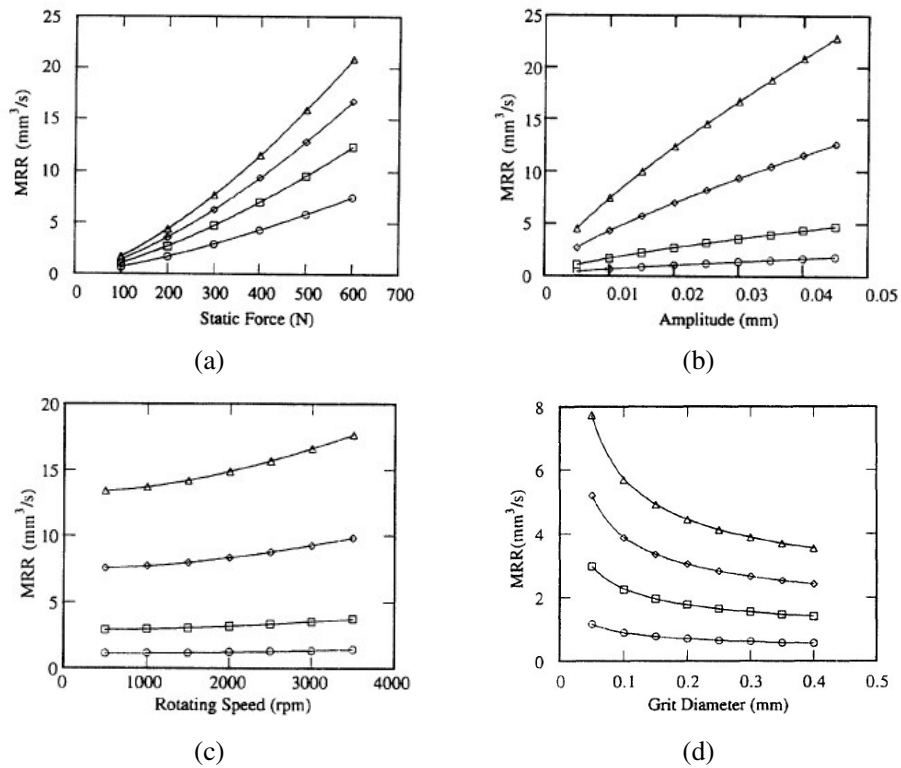 25
20
15
10
5
0
MRR (mm³/s)
0 100 200 300 400 500 600 700
Static Force (N)
(a)
25
20
15
10
5
0
MRR (mm³/s)
0 0.01 0.02 0.03 0.04 0.05
Amplitude (mm)
(b)
20
15
10
5
0
MRR (mm³/s)
0 1000 2000 3000 4000
Rotating Speed (rpm)
(c)
8
6
4
2
0
MRR(mm³/s)
0 0.1 0.2 0.3 0.4 0.5
Grit Diameter (mm)
(d)